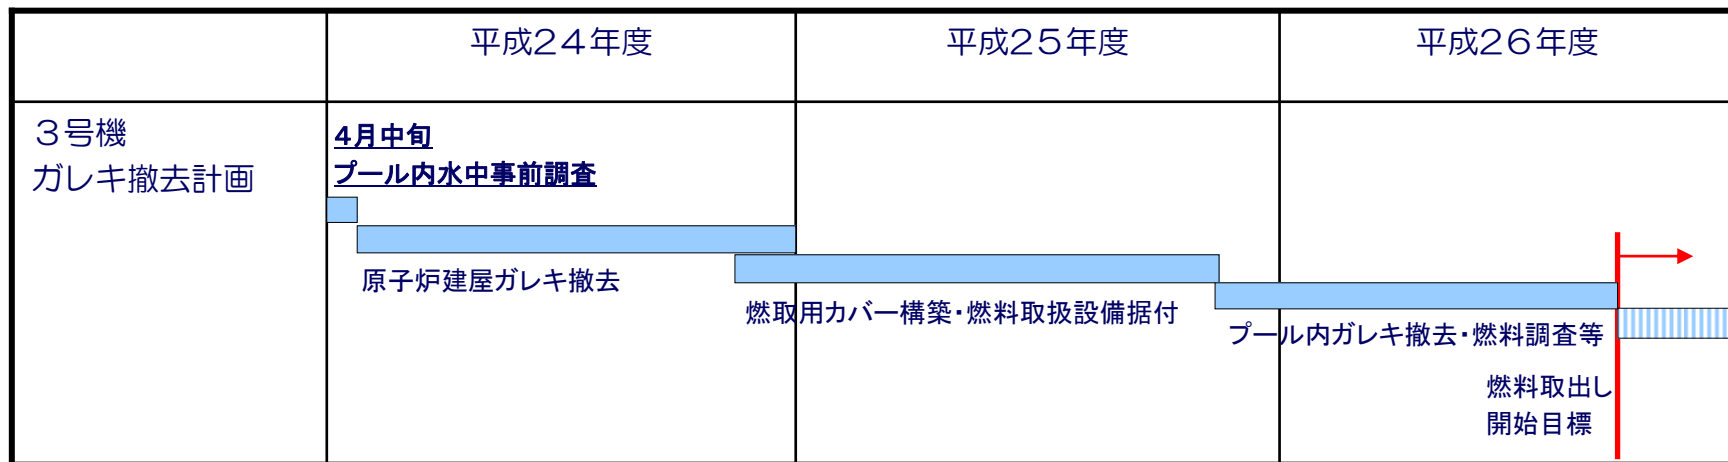 平成24年度
平成25年度
平成26年度
3号機
ガレキ撤去計画
4月中旬
プール内水中事前調査
原子炉建屋ガレキ撤去
燃取用カバー構築・燃料取扱設備据付
プール内ガレキ撤去・燃料調査等
燃料取出し
開始目標